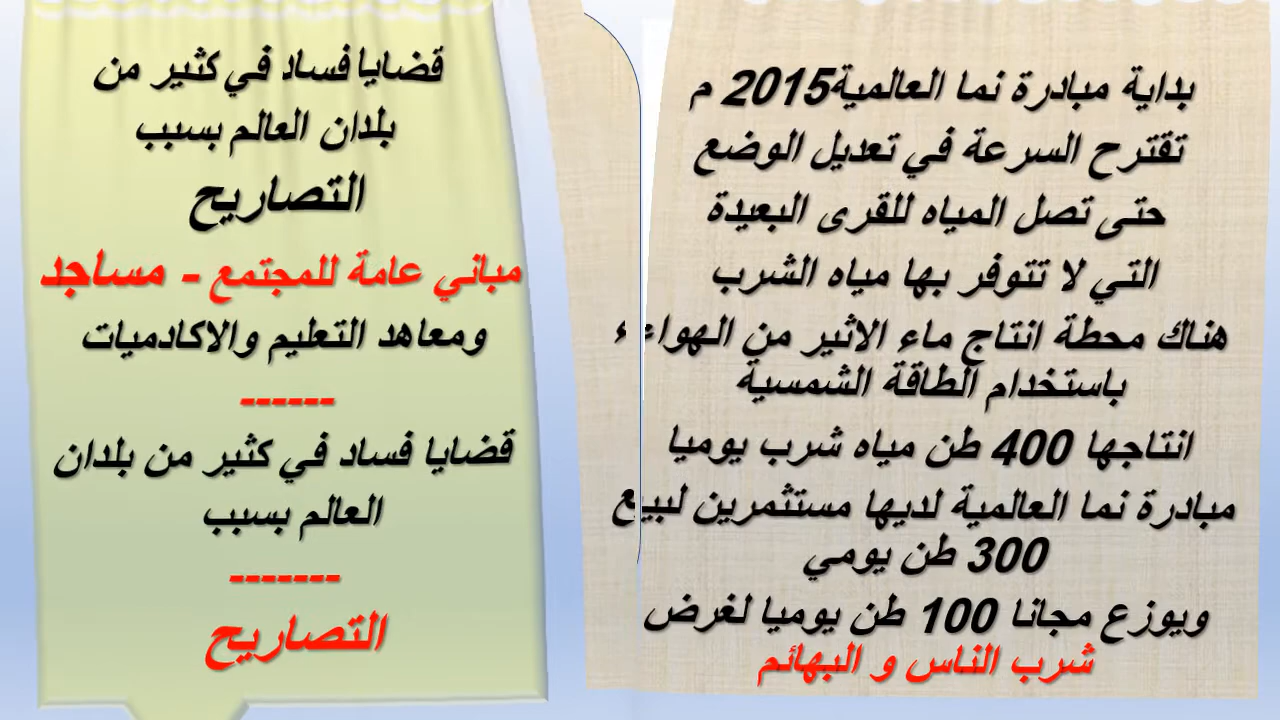 بداية مبادرة نما العالمية2015 م
تقترح السرعة في تعديل الوضع
حتى تصل المياه للقرى البعيدة
التي لا تتوفر بها مياه الشرب
هناك محطة انتاج ماء الاثير من الهواء
باستخدام الطاقة الشمسية
انتاجها 400 طن مياه شرب يوميا
مبادرة نما العالمية لديها مستثمرين لبيع
300 طن يومي
ويوزع مجانا 100 طن يوميا لغرض
شرب الناس و البهائم
قضايا فساد في كثير من
بلدان العالم بسبب
التصاريح
مباني عامة للمجتمع - مساجد
ومعاهد التعليم والاكادميات
------
قضايا فساد في كثير من بلدان
العالم بسبب
-------
التصاريح